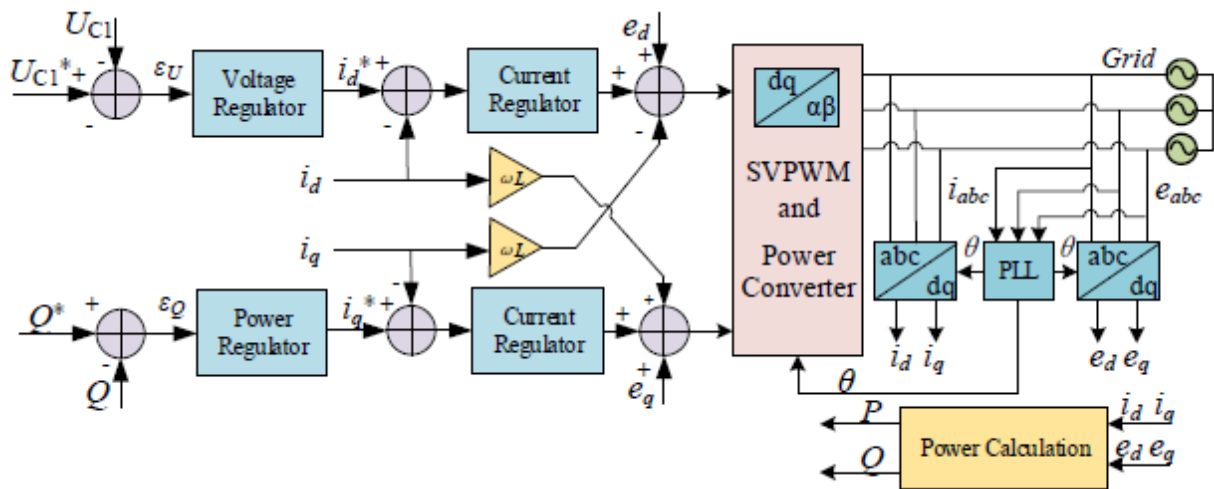 U_C1
-
U_C1*
+
-
ε_U
Voltage
Regulator
i_d*
+
-
Current
Regulator
+
e_d
+
-
i_d
ωL
i_q
ωL
Q*
+
-
Q
ε_Q
Power
Regulator
i_q*
+
-
Current
Regulator
+
+
+
e_q
dq
αβ
SVPWM
and
Power
Converter
Grid
i_abc
e_abc
abc
dq
θ
PLL
θ
abc
dq
i_d
i_q
e_d
e_q
θ
P
Q
Power Calculation
i_d i_q
e_d e_q